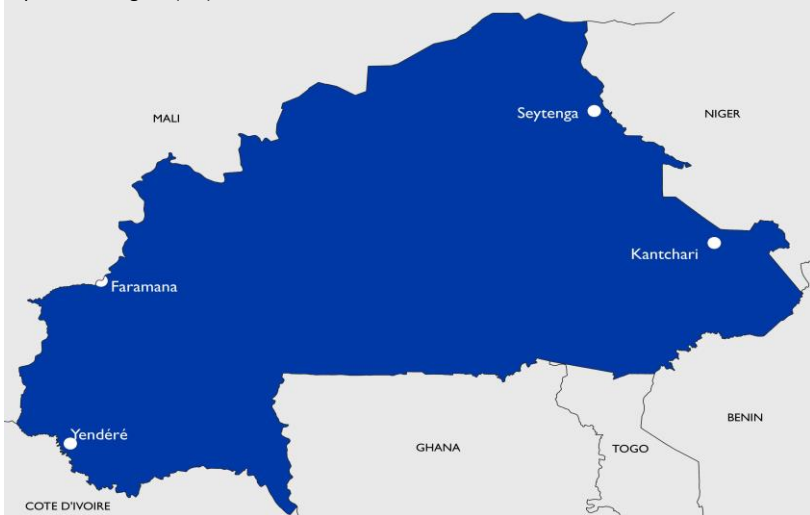 MALI
Seytenga
NIGER
Kantchari
Faramana
Yendéré
BENIN
GHANA
TOGO
COTE D'IVOIRE